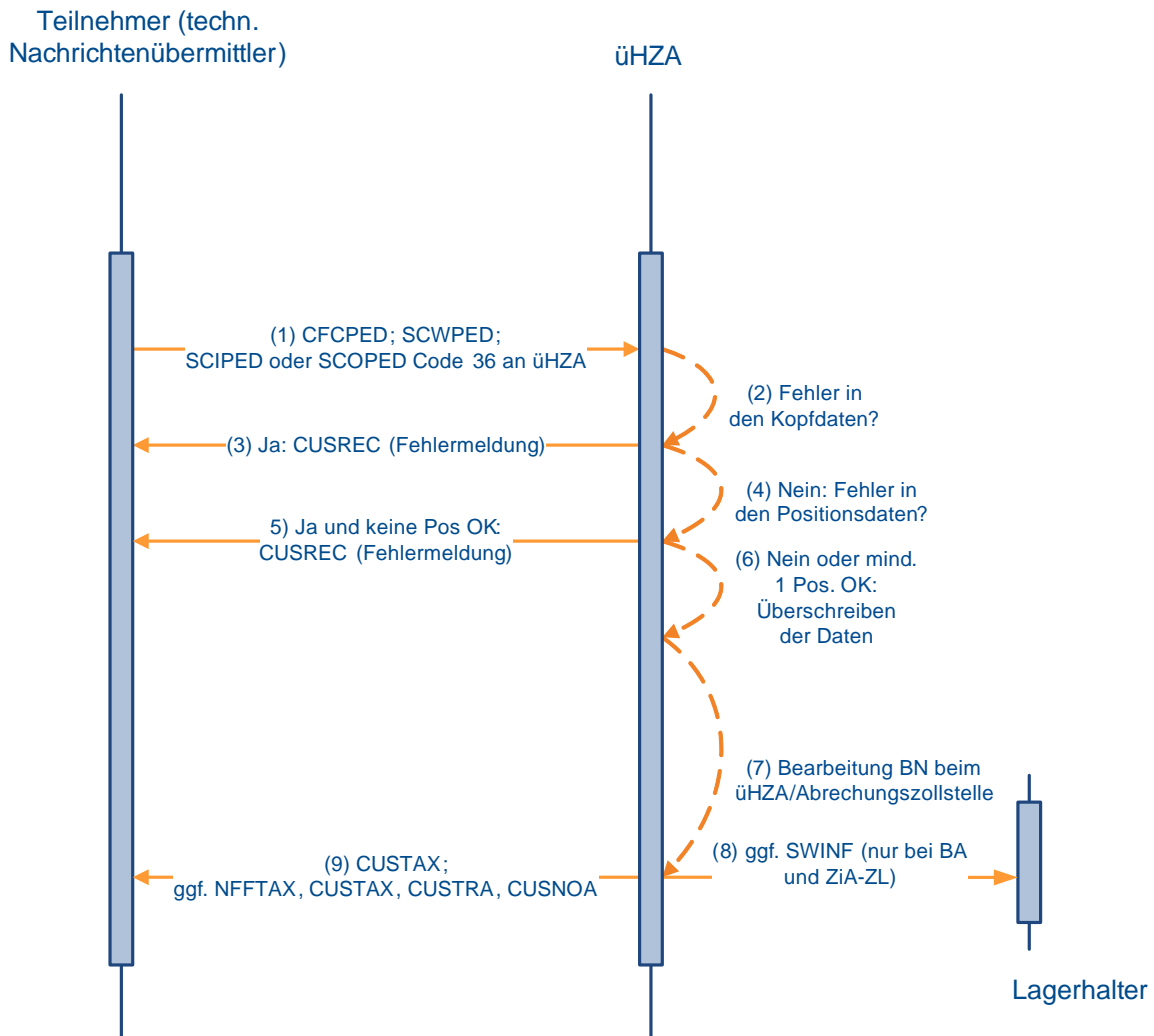 Teilnehmer (techn.
Nachrichtenübermittler)
üHZA
(1) CFCPED; SCWPED;
SCIPED oder SCOPED Code 36 an üHZA
(2) Fehler in
den Kopfdaten?
(3) Ja: CUSREC (Fehlermeldung)
(4) Nein: Fehler in
den Positionsdaten?
5) Ja und keine Pos OK:
CUSREC (Fehlermeldung)
(6) Nein oder mind.
1 Pos. OK:
Überschreiben
der Daten
(7) Bearbeitung BN beim
üHZA/Abrechungszollstelle
(8) ggf. SWINF (nur bei BA
und ZiA-ZL)
(9) CUSTAX;
ggf. NFFTAX, CUSTAX, CUSTRA, CUSNOA
Lagerhalter